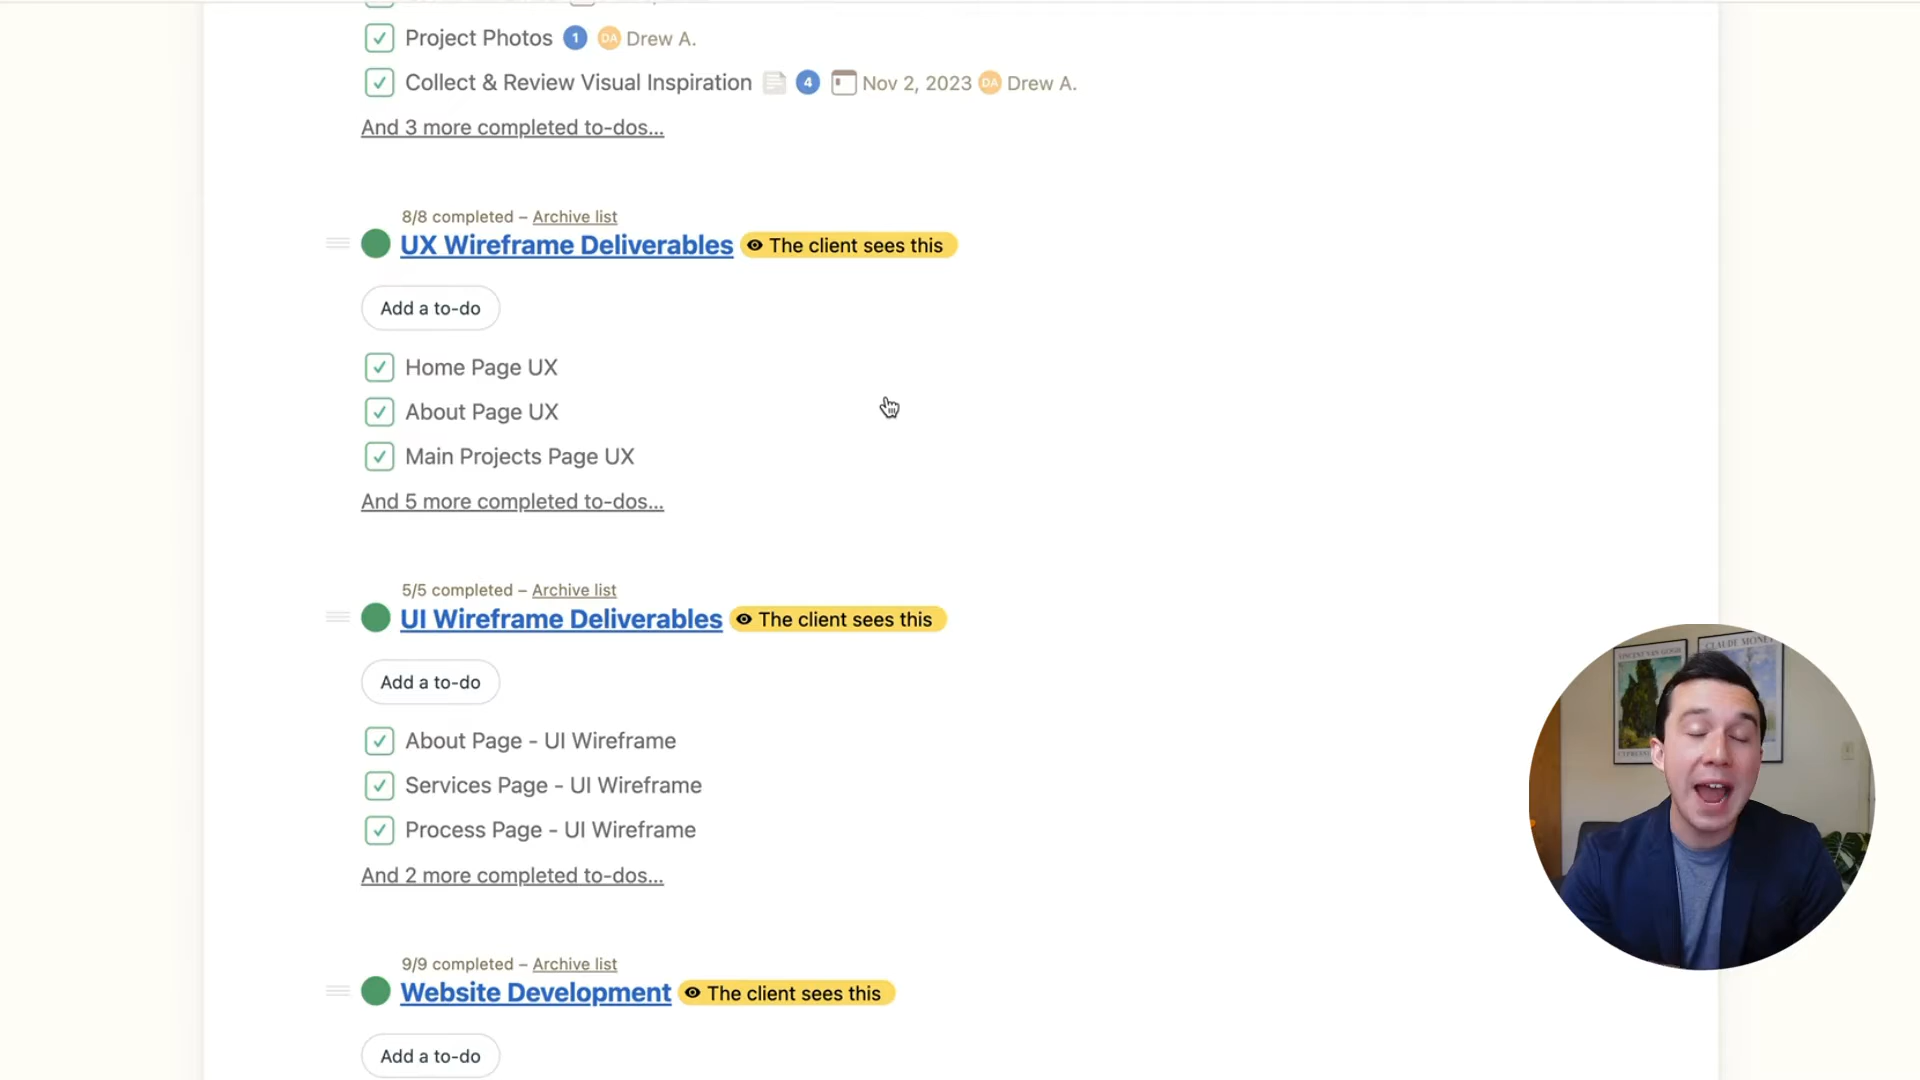 Project Photos 1 DA Drew A.
Collect & Review Visual Inspiration 4 Nov 2, 2023 DA Drew A.
And 3 more completed to-dos...
8/8 completed – Archive list
UX Wireframe Deliverables The client sees this
Add a to-do
Home Page UX
About Page UX
Main Projects Page UX
And 5 more completed to-dos...
5/5 completed – Archive list
UI Wireframe Deliverables The client sees this
Add a to-do
About Page - UI Wireframe
Services Page - UI Wireframe
Process Page - UI Wireframe
And 2 more completed to-dos...
VINCENT VAN GOGH
CLAUDE MONET
9/9 completed – Archive list
Website Development The client sees this
Add a to-do